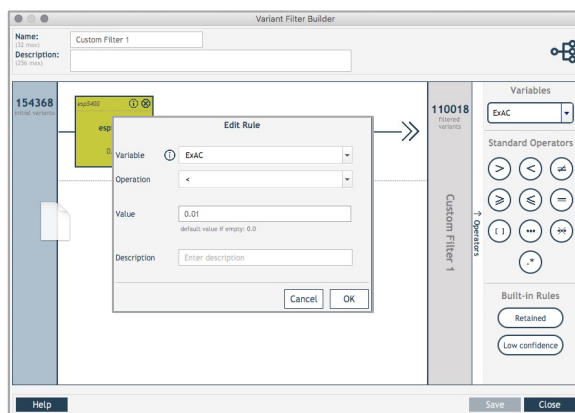 Variant Filter Builder
Name:
(32 max)
Custom Filter 1
Description:
(256 max)
154368
initial variants
esp5400
esp
0.
Edit Rule
Variable
ExAC
Operation
<
Value
0.01
default value if empty: 0.0
Description
Enter description
Cancel
OK
110018
filtered
variants
Custom Filter 1
↑ Operators
Variables
ExAC
Standard Operators
> < ≠
⩾ ⩽ =
[ ] •••
.*
Built-in Rules
Retained
Low confidence
Help
Save
Close